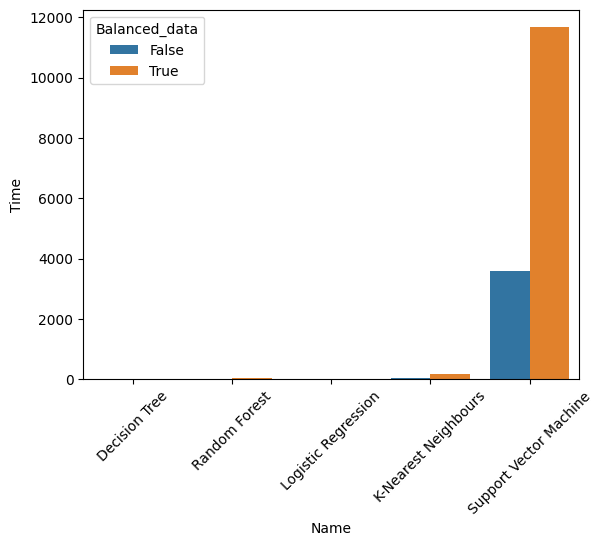 Balanced_data
False
True
Time
12000
10000
8000
6000
4000
2000
0
Decision Tree
Random Forest
Logistic Regression
K-Nearest Neighbours
Support Vector Machine
Name